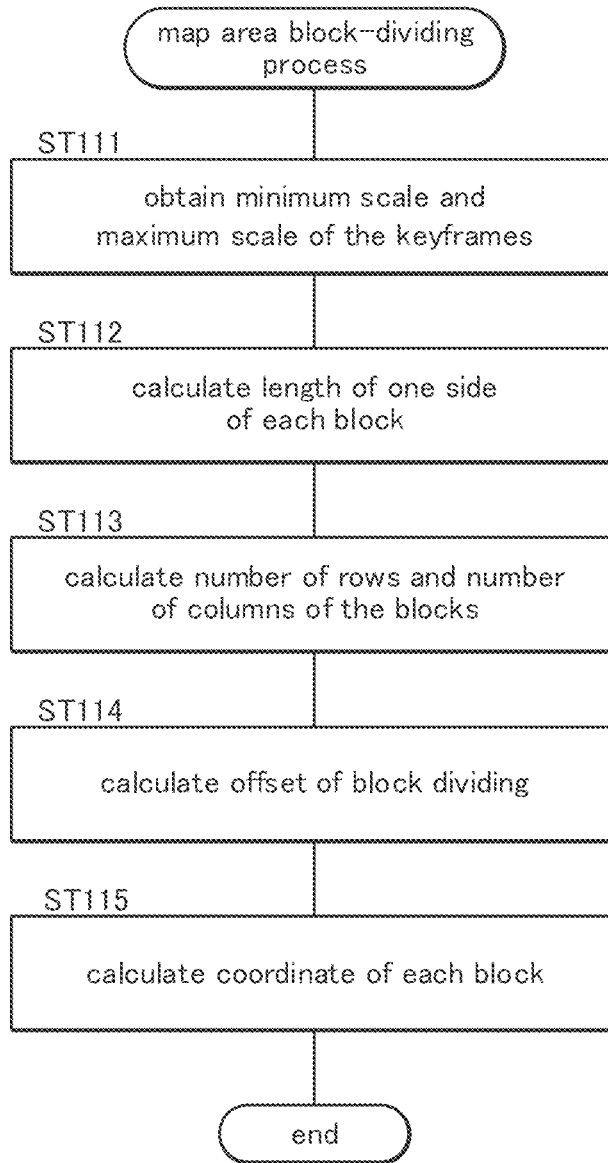 map area block-dividing
process
ST111
obtain minimum scale and
maximum scale of the keyframes
ST112
calculate length of one side
of each block
ST113
calculate number of rows and number
of columns of the blocks
ST114
calculate offset of block dividing
ST115
calculate coordinate of each block
end